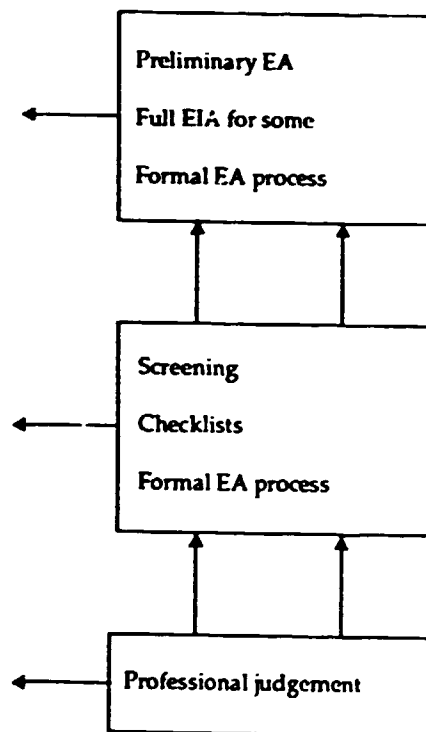 Preliminary EA
Full EIA for some
Formal EA process
Screening
Checklists
Formal EA process
Professional judgement